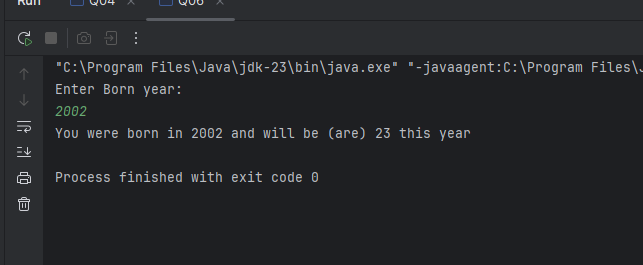 Run Q04 × Q06 ×
"C:\Program Files\Java\jdk-23\bin\java.exe" "-javaagent:C:\Program Files\J
Enter Born year:
2002
You were born in 2002 and will be (are) 23 this year
Process finished with exit code 0